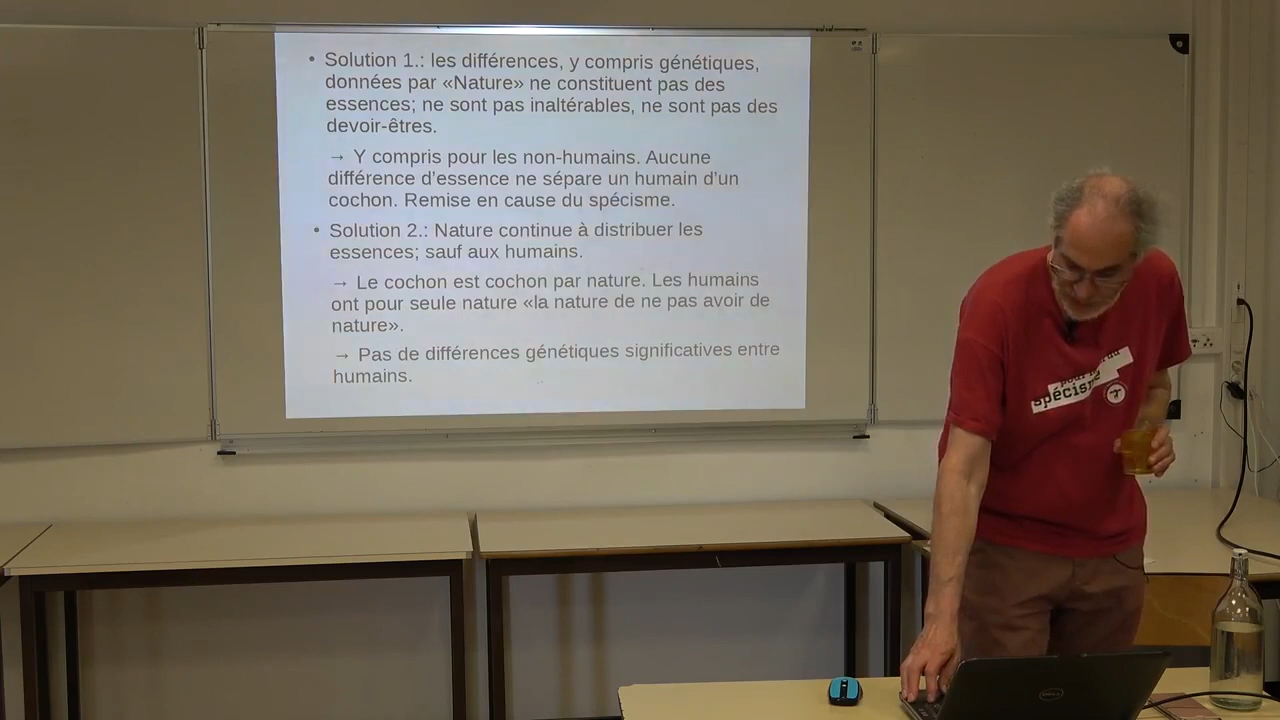 • Solution 1.: les différences, y compris génétiques,
données par «Nature» ne constituent pas des
essences; ne sont pas inaltérables, ne sont pas des
devoir-êtres.
→ Y compris pour les non-humains. Aucune
différence d’essence ne sépare un humain d’un
cochon. Remise en cause du spécisme.
• Solution 2.: Nature continue à distribuer les
essences; sauf aux humains.
→ Le cochon est cochon par nature. Les humains
ont pour seule nature «la nature de ne pas avoir de
nature».
→ Pas de différences génétiques significatives entre
humains.
spécisme
DELL